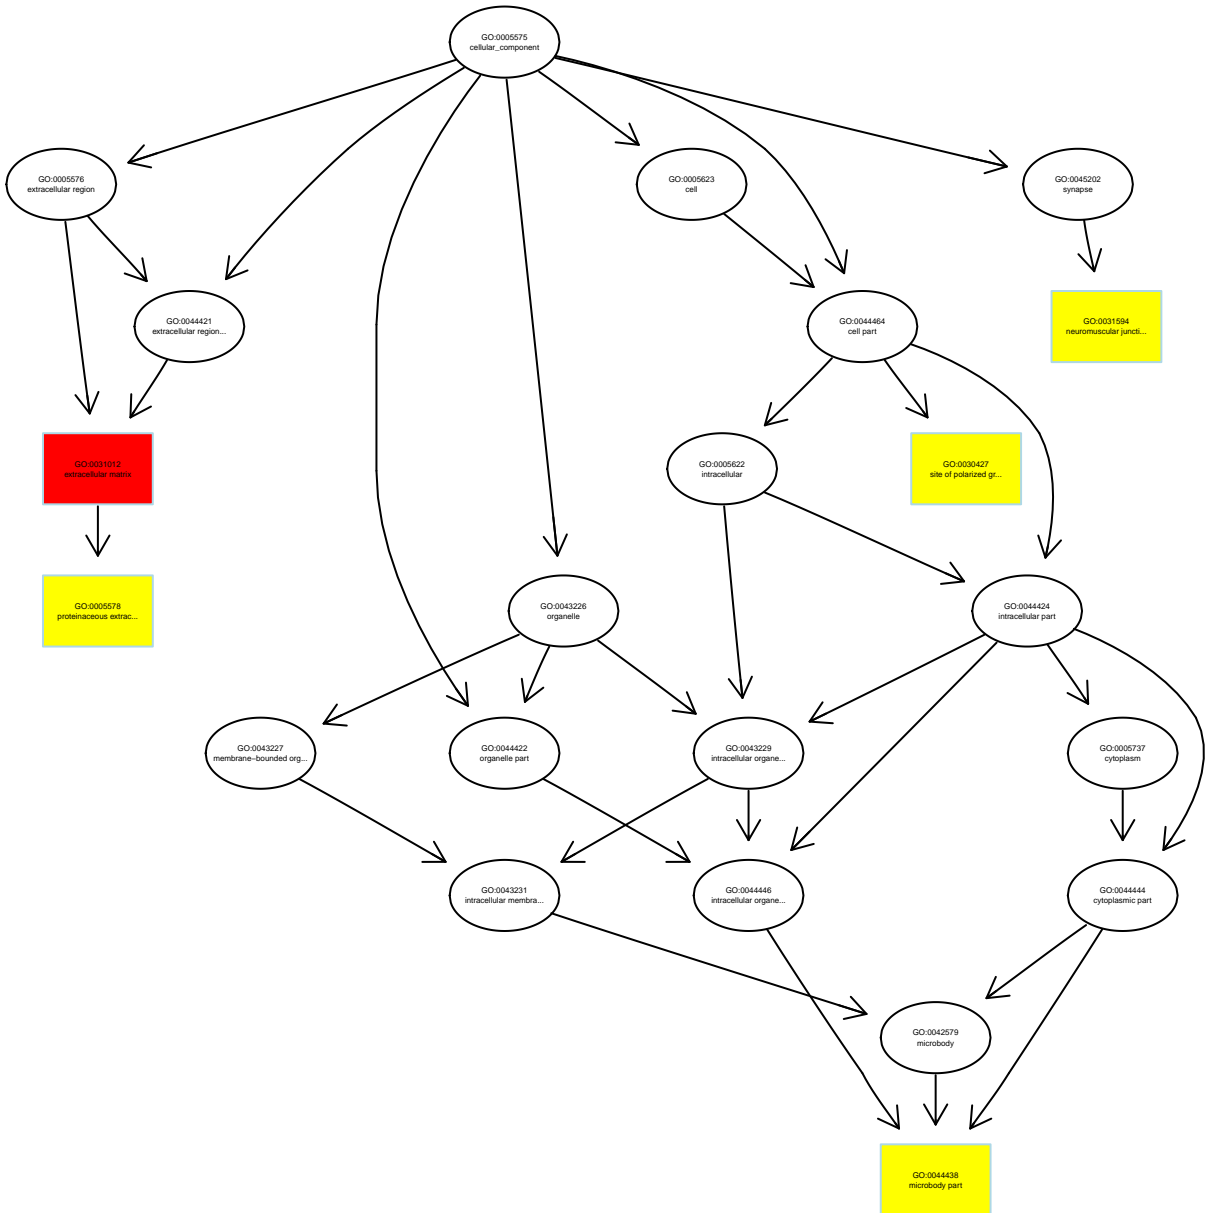 GO:0005575
cellular_component
GO:0005576
extracellular region
GO:0005623
cell
GO:0045202
synapse
GO:0044421
extracellular region...
GO:0044464
cell part
GO:0031594
neuromuscular juncti...
GO:0031012
extracellular matrix
GO:0005622
intracellular
GO:0030427
site of polarized gr...
GO:0005578
proteinaceous extrac...
GO:0043226
organelle
GO:0044424
intracellular part
GO:0043227
membrane−bounded org...
GO:0044422
organelle part
GO:0043229
intracellular organe...
GO:0005737
cytoplasm
GO:0043231
intracellular membra...
GO:0044446
intracellular organe...
GO:0044444
cytoplasmic part
GO:0042579
microbody
GO:0044438
microbody part